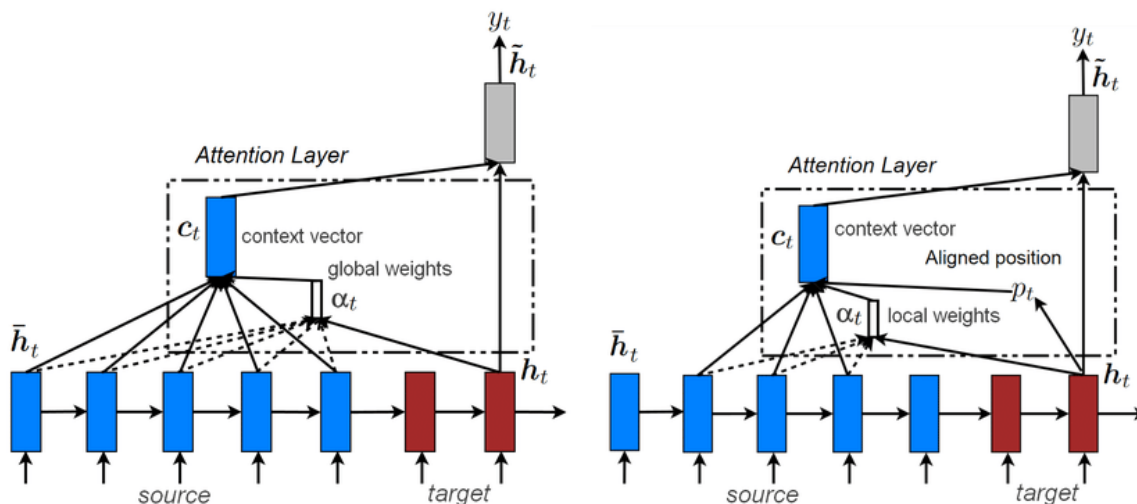 y_t
h̃_t
Attention Layer
c_t
context vector
global weights
α_t
h̄_t
h_t
source
target
y_t
h̃_t
Attention Layer
c_t
context vector
Aligned position
p_t
α_t
local weights
h̄_t
h_t
source
target